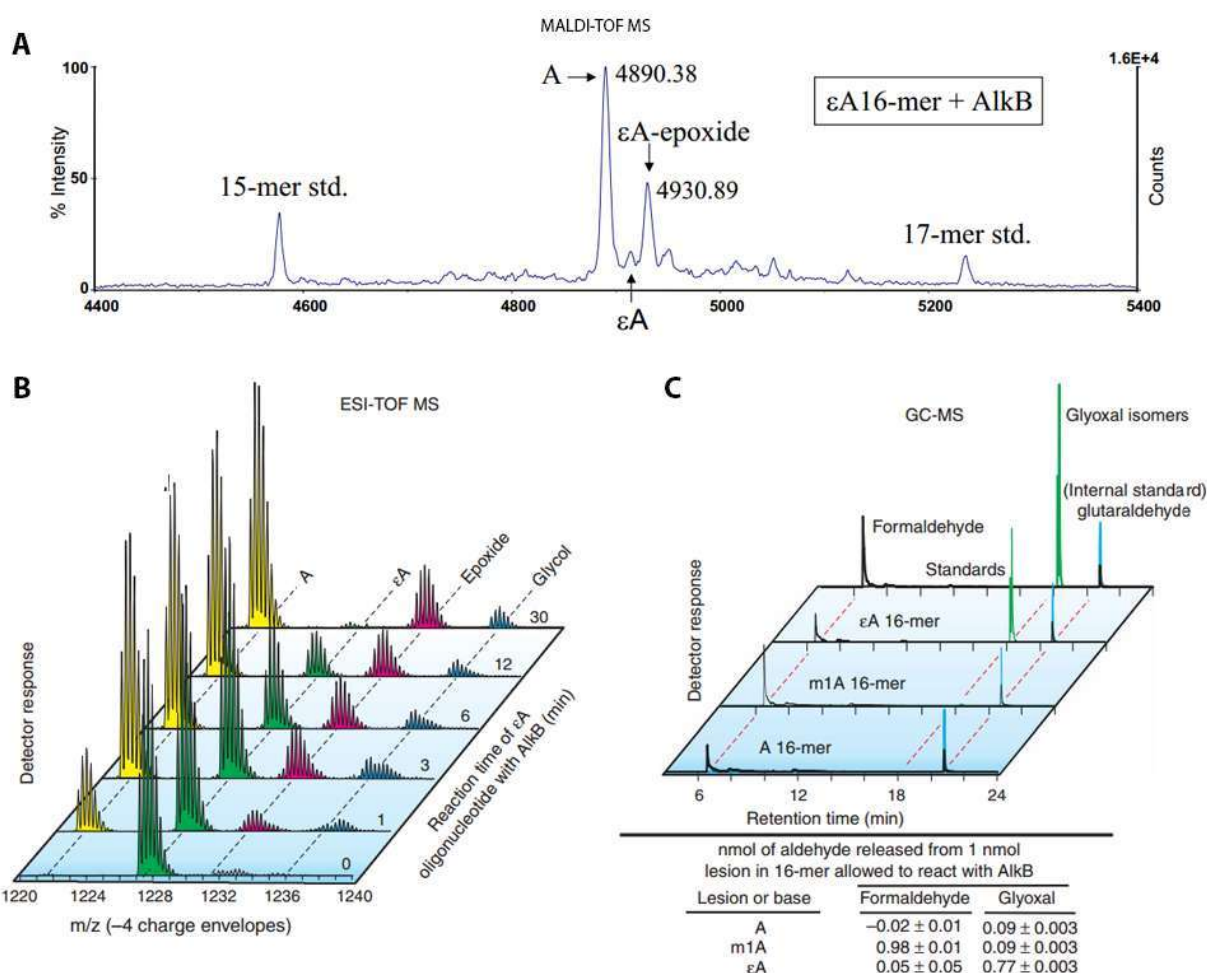 A
MALDI-TOF MS
100
50
0
% Intensity
1.6E+4
Counts
A
4890.38
εA-epoxide
4930.89
εA16-mer + AlkB
15-mer std.
17-mer std.
εA
4400
4600
4800
5000
5200
5400
B
ESI-TOF MS
A
εA
Epoxide
Glycol
30
12
6
3
1
0
Detector response
Reaction time of εA
oligonucleotide with AlkB (min)
1220
1224
1228
1232
1236
1240
m/z (–4 charge envelopes)
C
GC-MS
Glyoxal isomers
(Internal standard)
glutaraldehyde
Formaldehyde
Standards
εA 16-mer
m1A 16-mer
A 16-mer
Detector response
6
12
18
24
Retention time (min)
nmol of aldehyde released from 1 nmol
lesion in 16-mer allowed to react with AlkB
Lesion or base Formaldehyde Glyoxal
A –0.02 ± 0.01 0.09 ± 0.003
m1A 0.98 ± 0.01 0.09 ± 0.003
εA 0.05 ± 0.05 0.77 ± 0.003